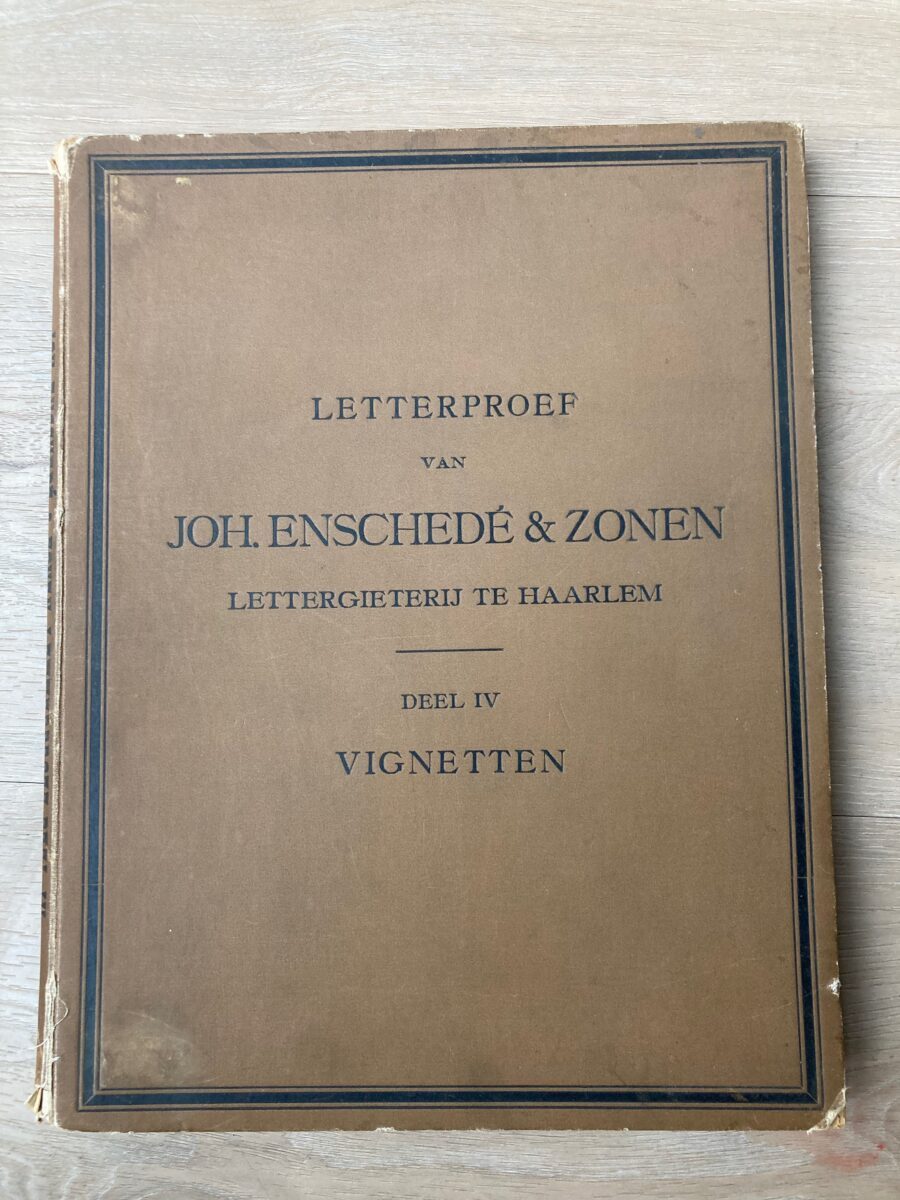 LETTERPROEF
VAN
JOH. ENSCHEDÉ & ZONEN
LETTERGIETERIJ TE HAARLEM
DEEL IV
VIGNETTEN